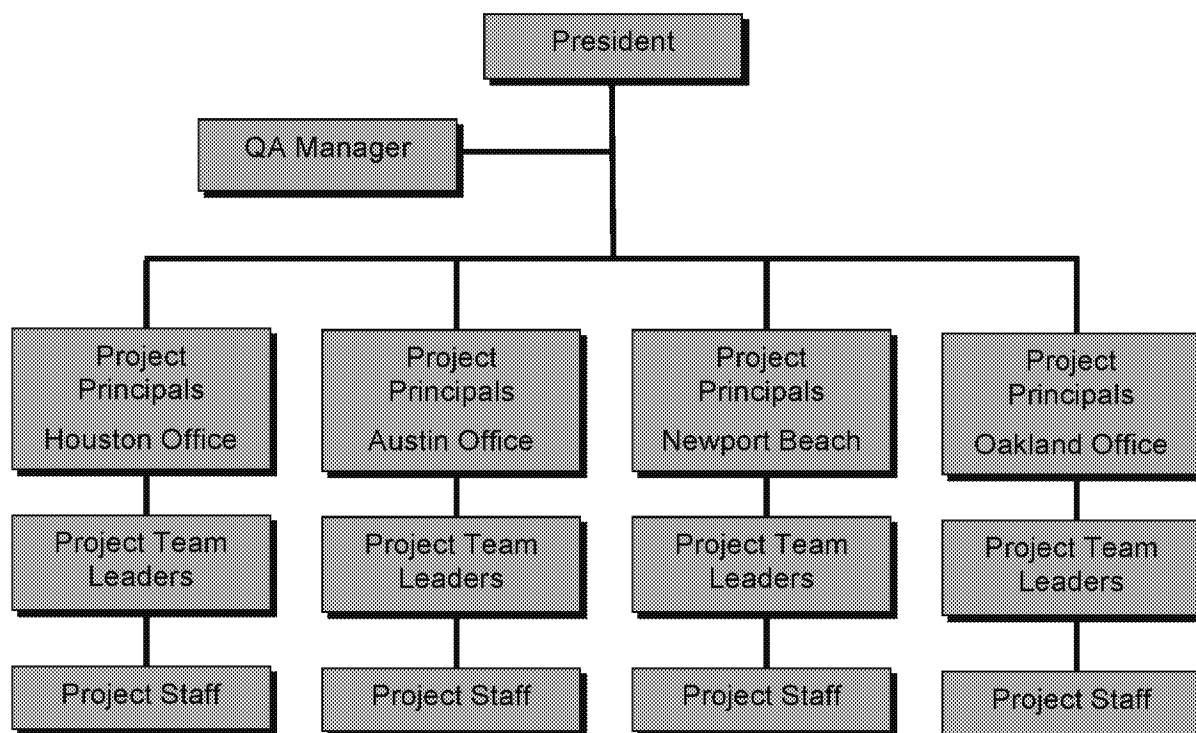 President
QA Manager
Project
Principals
Houston Office
Project
Principals
Austin Office
Project
Principals
Newport Beach
Project
Principals
Oakland Office
Project Team
Leaders
Project Team
Leaders
Project Team
Leaders
Project Team
Leaders
Project Staff
Project Staff
Project Staff
Project Staff